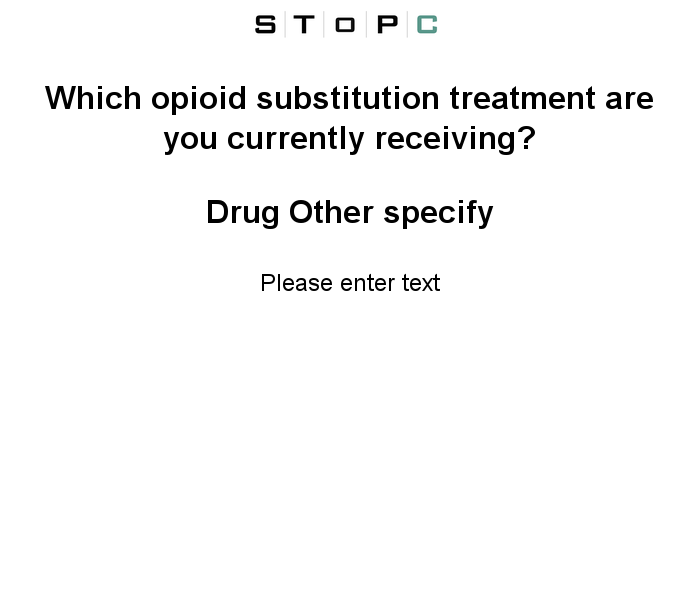 S T O P C
Which opioid substitution treatment are
you currently receiving?
Drug Other specify
Please enter text